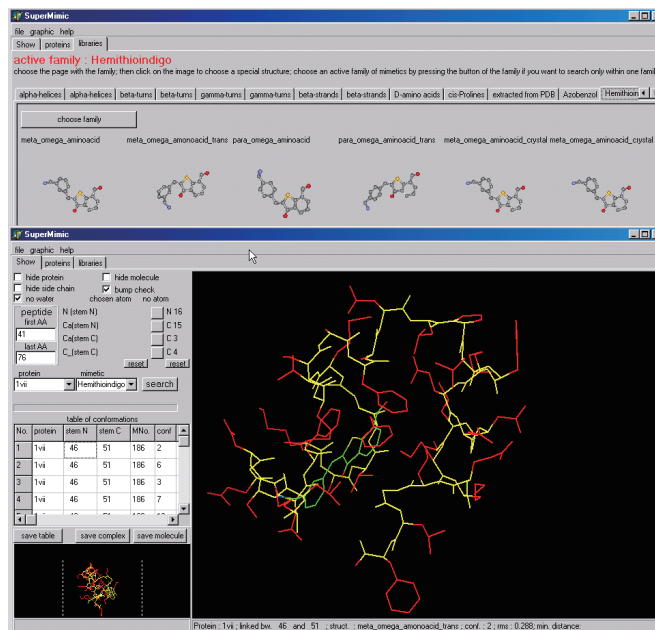 SuperMimic
file graphic help
Show proteins libraries
active family : Hemithioindigo
choose the page with the family; then click on the image to choose a special structure; choose an active family of mimetics by pressing the button of the family if you want to search only within one famil
alpha-helices alpha-helices beta-turns beta-turns gamma-turns gamma-turns beta-strands beta-strands D-amino acids cis-Prolines extracted from PDB Azobenzol Hemithioin
choose family
meta_omega_aminoacid meta_omega_amonoacid_trans para_omega_aminoacid para_omega_aminoacid_trans meta_omega_aminoacid_crystal meta_omega_aminoacid_crystal
SuperMimic
file graphic help
Show proteins libraries
hide protein hide molecule
hide side chain bump check
no water chosen atom no atom
peptide N (stem N) N 16
first AA Ca(stem N) C 15
41 Ca(stem C) C 3
last AA C_(stem C) C 4
76 reset reset
protein mimetic
1vii Hemithioindigo search
table of conformations
No. protein stem N stem C MNo. conf
1 1vii 46 51 186 2
2 1vii 46 51 186 6
3 1vii 46 51 186 3
4 1vii 46 51 186 7
save table save complex save molecule
Protein : 1vii ; linked bw. 46 and 51 ; struct. : meta_omega_amonoacid_trans ; conf. : 2 ; rms : 0.288; min. distance: